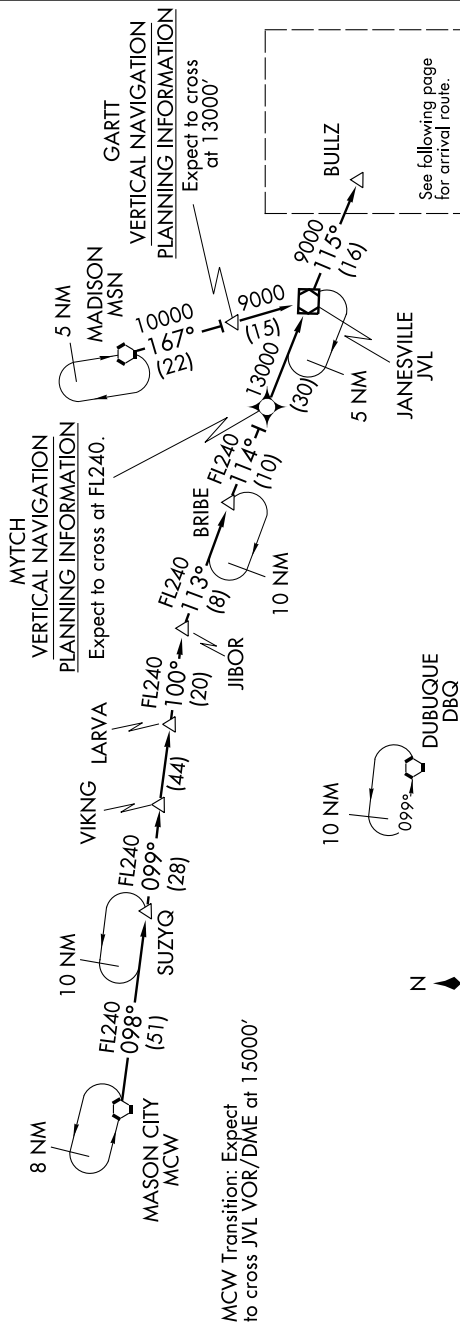 GARTT
VERTICAL NAVIGATION
PLANNING INFORMATION
Expect to cross
at 13000'
MYTCH
VERTICAL NAVIGATION
PLANNING INFORMATION
Expect to cross at FL240.
5 NM
MADISON
MSN
10000
167°
(22)
9000
(15)
8 NM
MASON CITY
MCW
FL240
098°
(51)
10 NM
SUZYQ
FL240
099°
(28)
VIKNG
(44)
LARVA
FL240
100°
(20)
JIBOR
FL240
113°
(8)
BRIBE
10 NM
FL240
114°
(10)
13000
(30)
5 NM
JANESVILLE
JVL
9000
115°
(16)
BULLZ
See following page
for arrival route.
MCW Transition: Expect
to cross JVL VOR/DME at 15000'
N
10 NM
099°
DUBUQUE
DBQ